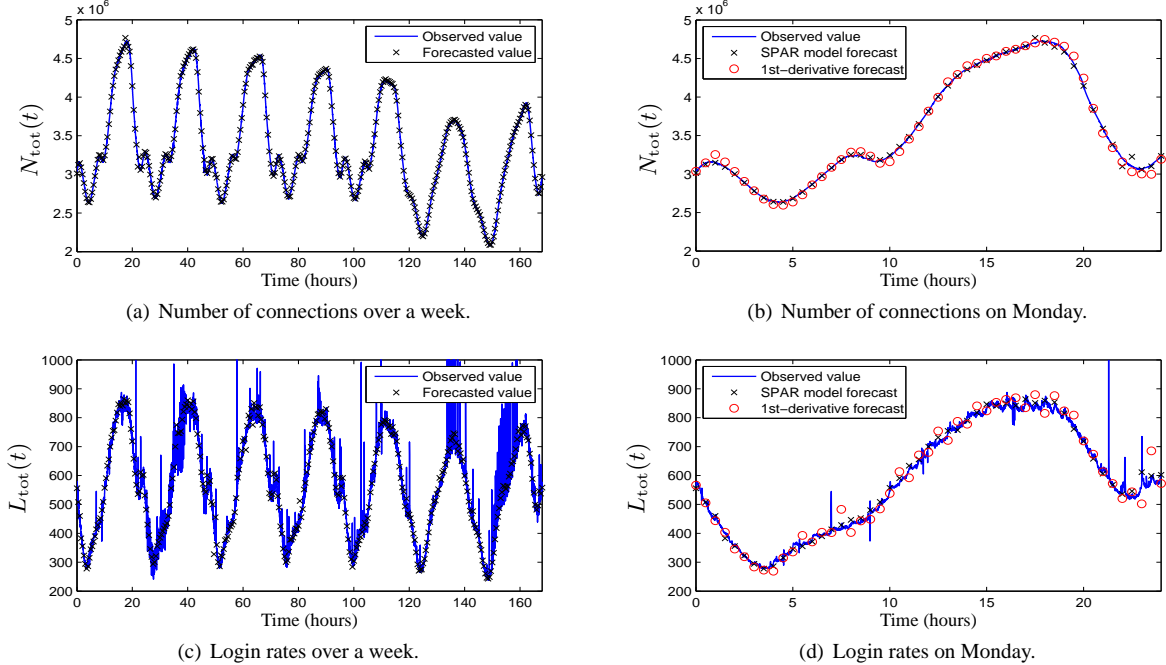 x 10^6
5
4.5
4
3.5
3
2.5
2
N_tot(t)
Observed value
Forecasted value
0 20 40 60 80 100 120 140 160
Time (hours)
(a) Number of connections over a week.
x 10^6
5
4.5
4
3.5
3
2.5
2
N_tot(t)
Observed value
SPAR model forecast
1st−derivative forecast
0 5 10 15 20
Time (hours)
(b) Number of connections on Monday.
1000
900
800
700
600
500
400
300
200
L_tot(t)
Observed value
Forecasted value
0 20 40 60 80 100 120 140 160
Time (hours)
(c) Login rates over a week.
1000
900
800
700
600
500
400
300
200
L_tot(t)
Observed value
SPAR model forecast
1st−derivative forecast
0 5 10 15 20
Time (hours)
(d) Login rates on Monday.